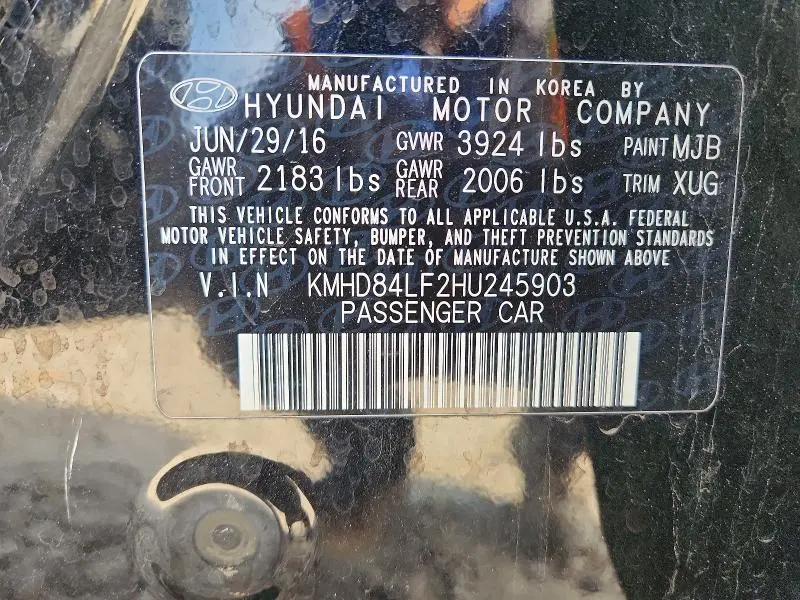 MANUFACTURED IN KOREA BY
HYUNDAI MOTOR COMPANY
JUN/29/16 GVWR 3924 lbs PAINT MJB
GAWR FRONT 2183 lbs GAWR REAR 2006 lbs TRIM XUG
THIS VEHICLE CONFORMS TO ALL APPLICABLE U.S.A. FEDERAL
MOTOR VEHICLE SAFETY, BUMPER, AND THEFT PREVENTION STANDARDS
IN EFFECT ON THE DATE OF MANUFACTURE SHOWN ABOVE
V.I.N KMHD84LF2HU245903
PASSENGER CAR